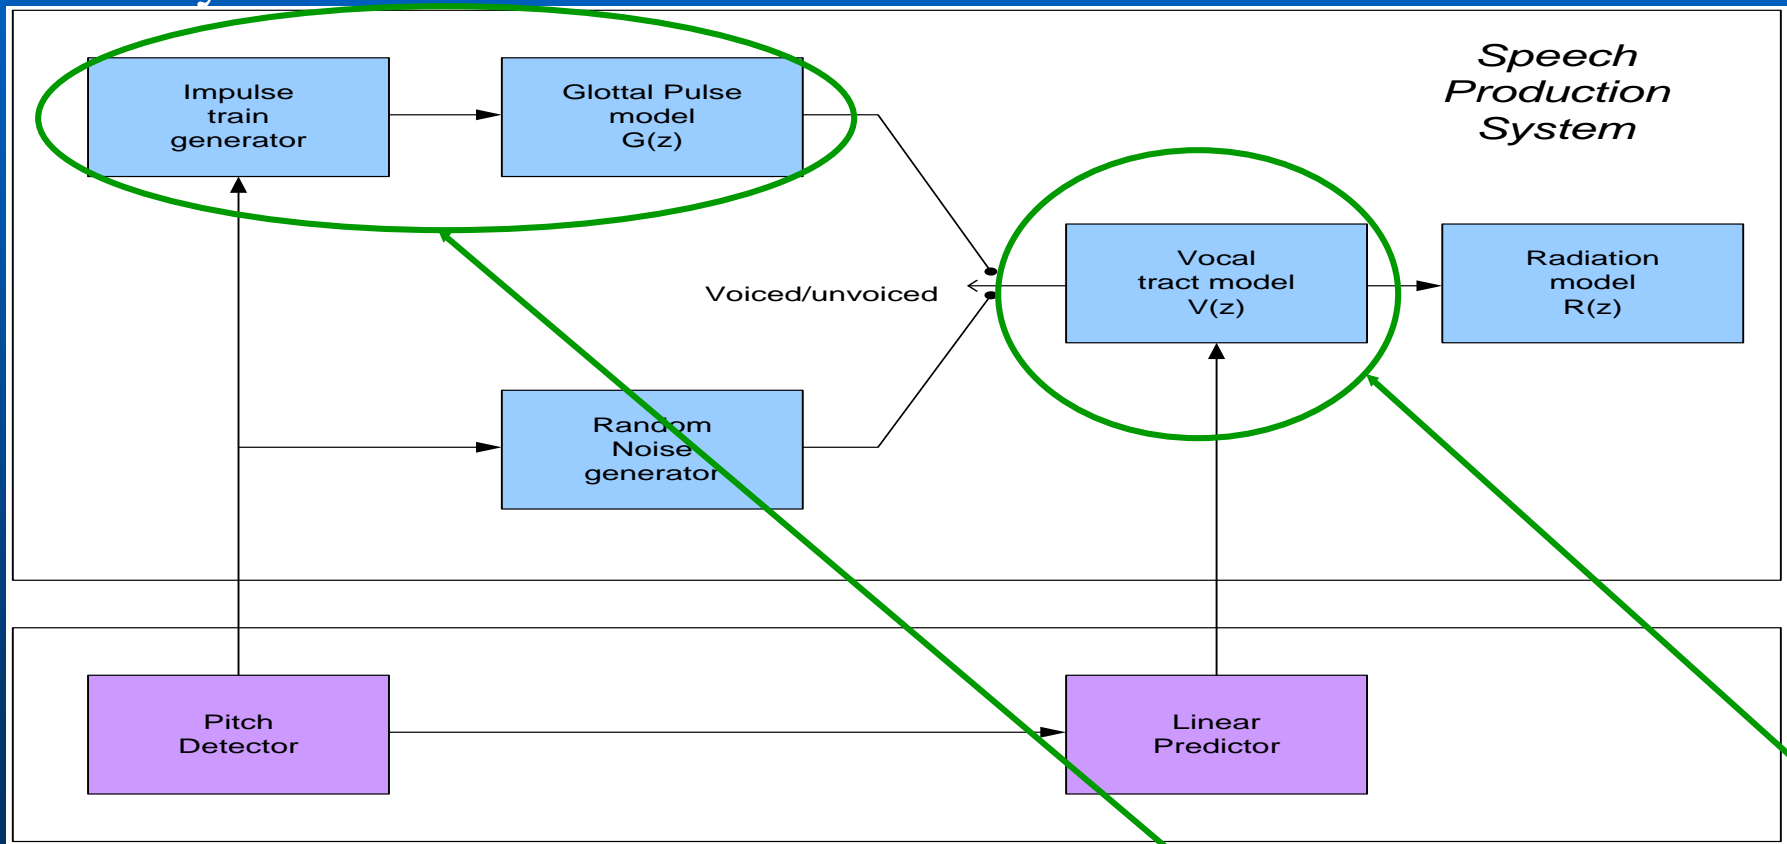 Speech
Production
System
Impulse
train
generator
Glottal Pulse
model
G(z)
Voiced/unvoiced
Vocal
tract model
V(z)
Radiation
model
R(z)
Random
Noise
generator
Pitch
Detector
Linear
Predictor